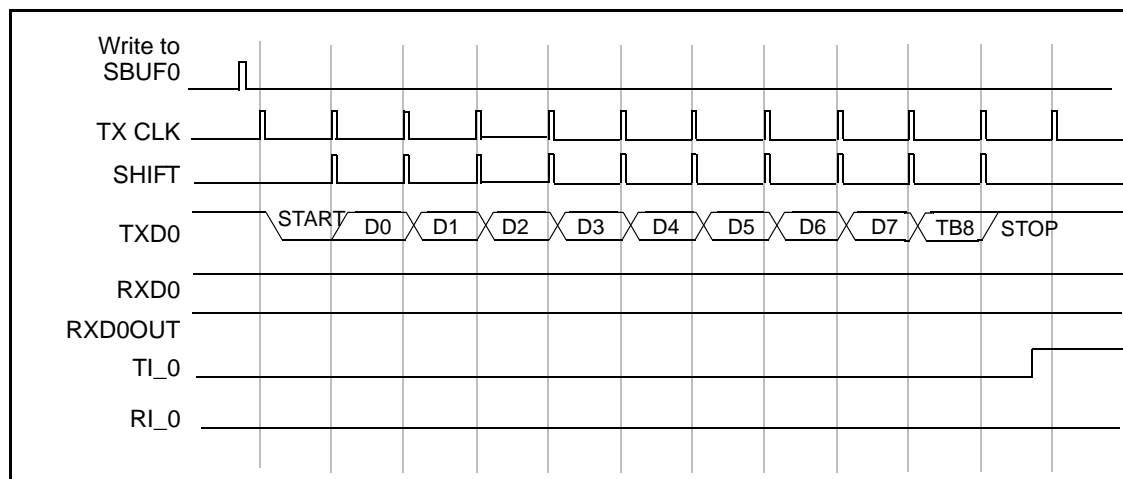 Write to
SBUF0
TX CLK
SHIFT
TXD0 START D0 D1 D2 D3 D4 D5 D6 D7 TB8 STOP
RXD0
RXD0OUT
TI_0
RI_0